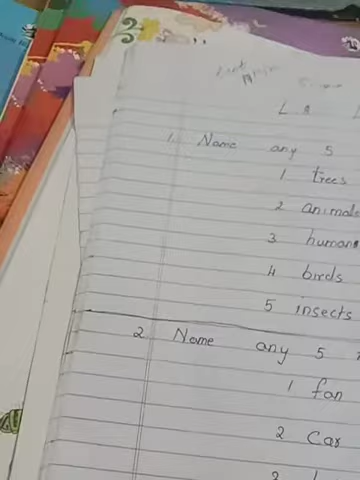 L A
1. Name any 5
1 trees
2 animals
3 humans
4 birds
5 insects
2. Name any 5
1 fan
2 Car